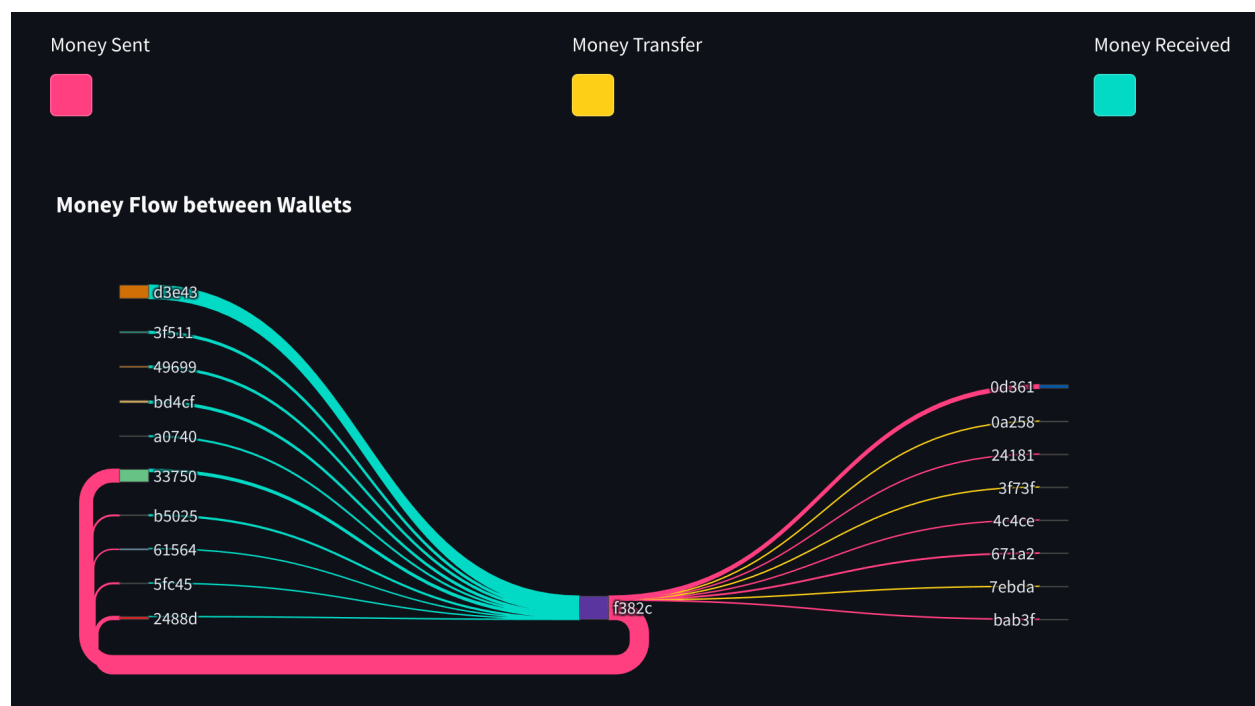 Money Sent
Money Transfer
Money Received
Money Flow between Wallets
d3e43
3f511
49699
bd4cf
a0740
33750
b5025
61564
5fc45
2488d
f382c
0d361
0a258
24181
3f73f
4c4ce
671a2
7ebda
bab3f